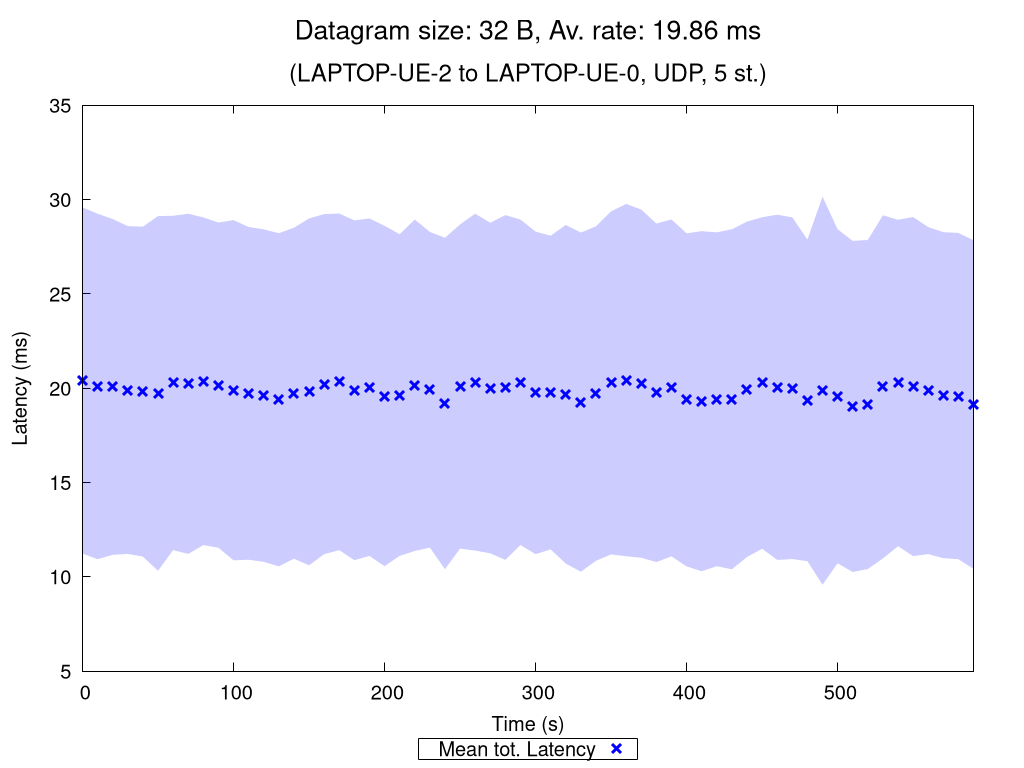 Datagram size: 32 B, Av. rate: 19.86 ms
(LAPTOP-UE-2 to LAPTOP-UE-0, UDP, 5 st.)
35
30
25
20
15
10
5
Latency (ms)
0 100 200 300 400 500
Time (s)
Mean tot. Latency